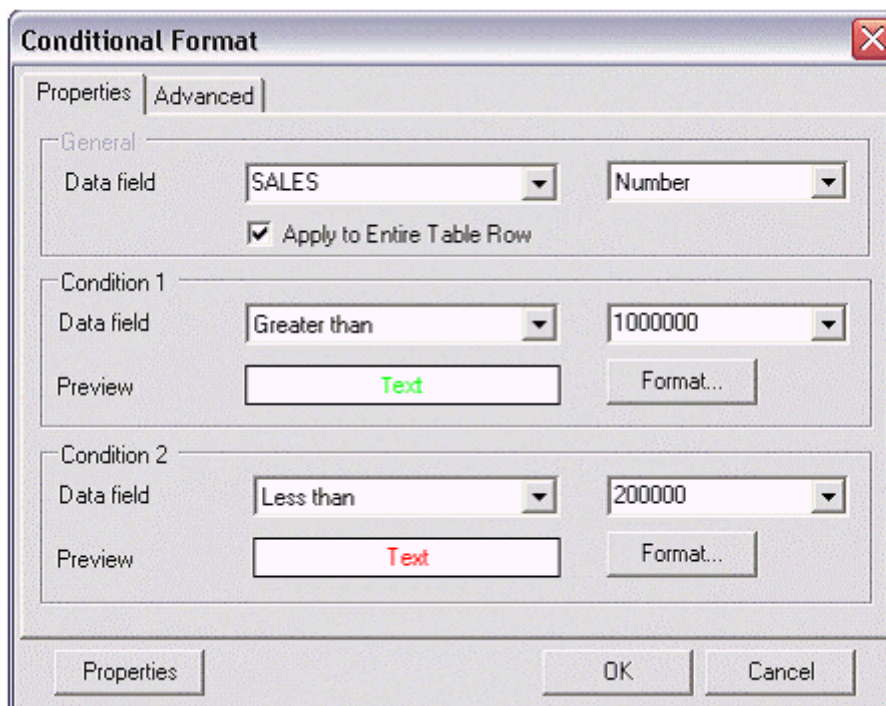 Conditional Format
Properties Advanced
General
Data field SALES Number
Apply to Entire Table Row
Condition 1
Data field Greater than 1000000
Preview Text Format...
Condition 2
Data field Less than 200000
Preview Text Format...
Properties OK Cancel